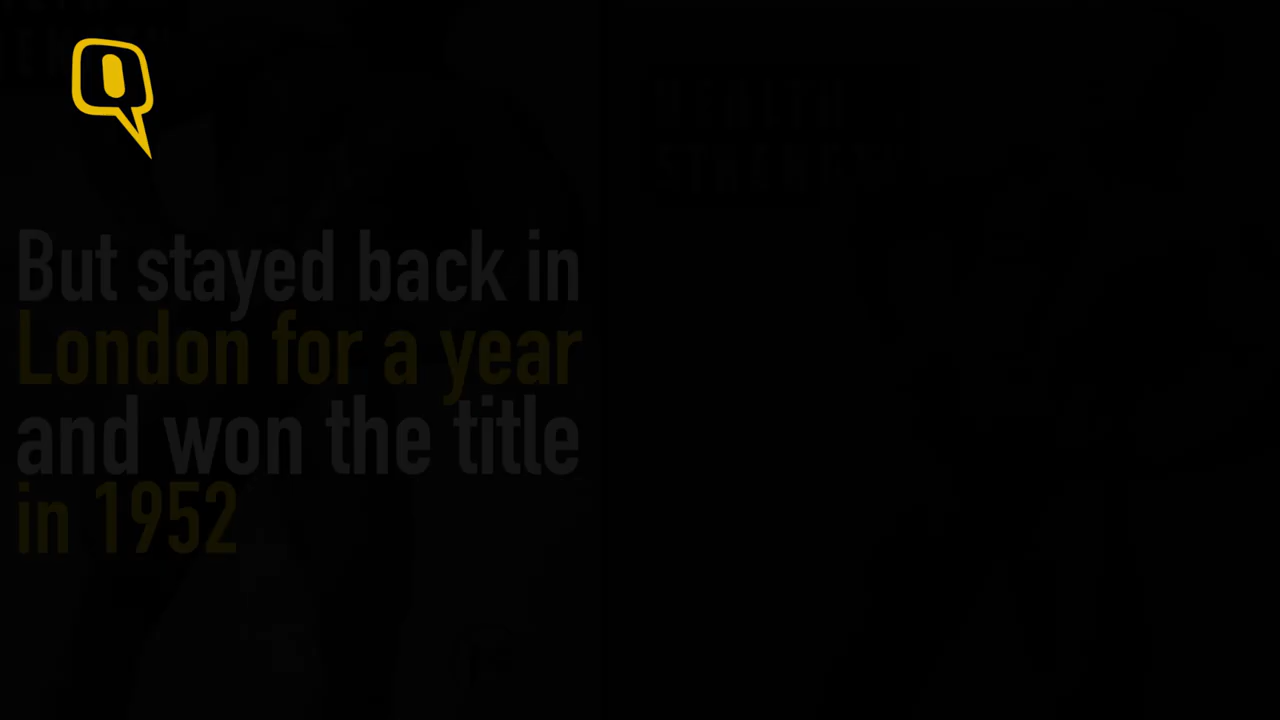 But stayed back in
London for a year
and won the title
in 1952